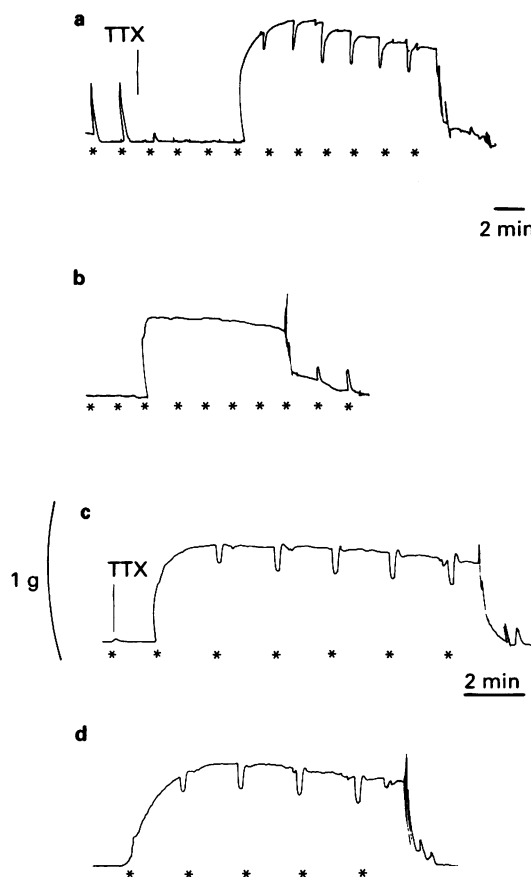 a
TTX
* * * * * * * * * * * *
2 min
b
* * * * * * * * * *
c
1 g
TTX
* * * * * * *
2 min
d
* * * * *